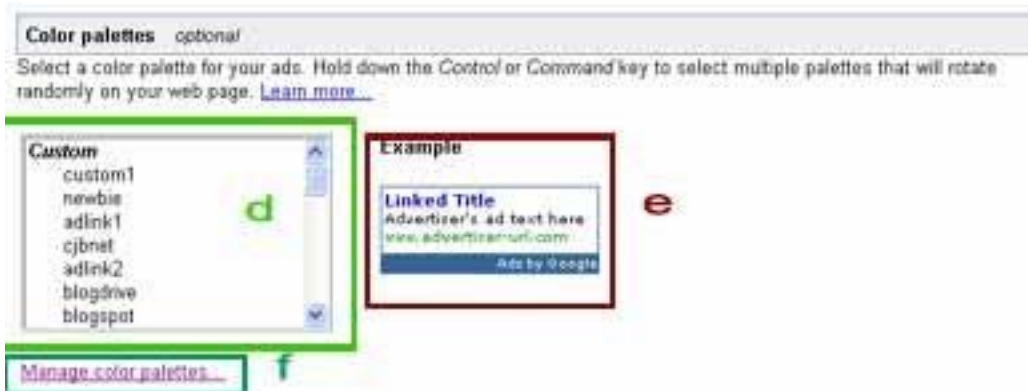 Color palettes optional
Select a color palette for your ads. Hold down the Control or Command key to select multiple palettes that will rotate
randomly on your web page. Learn more...
Custom
custom1
newbie
adlink1
cjbnet
adlink2
blogdrive
blogspot
d
Example
Linked Title
Advertiser's ad text here
www.advertiser-url.com
Ads by Google
e
Manage color palettes...
f